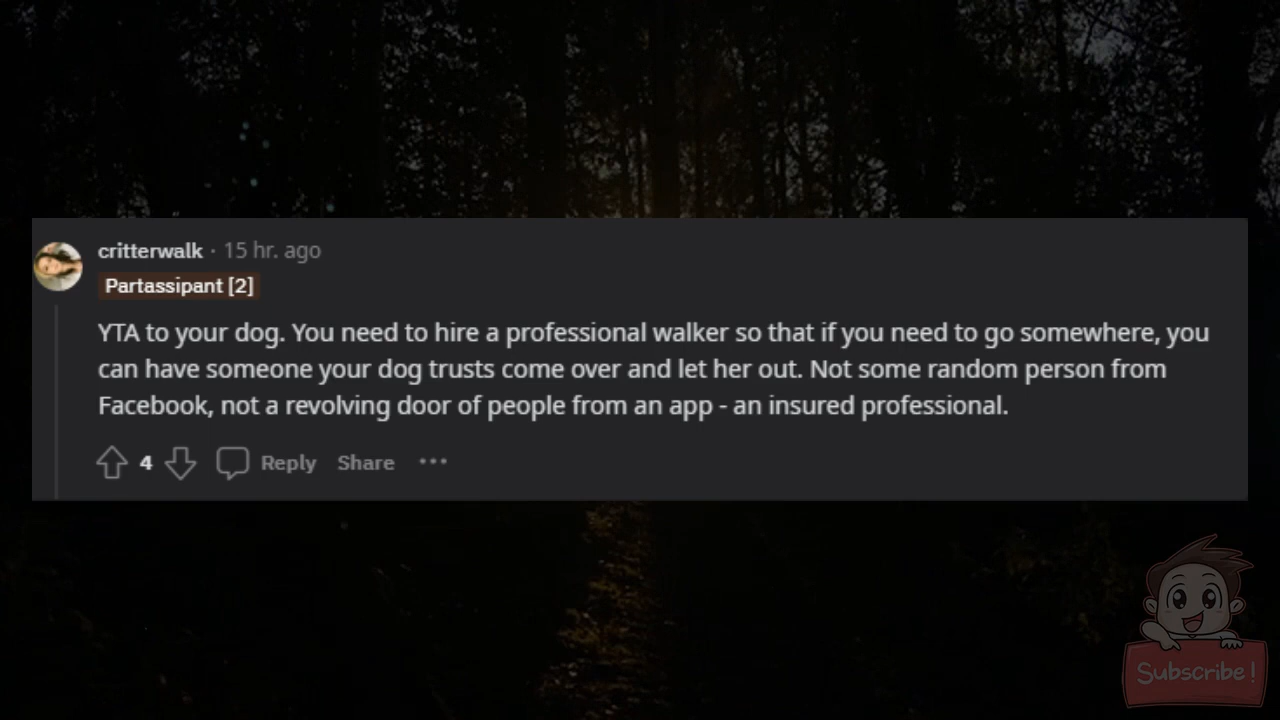 critterwalk · 15 hr. ago
Partassipant [2]
YTA to your dog. You need to hire a professional walker so that if you need to go somewhere, you
can have someone your dog trusts come over and let her out. Not some random person from
Facebook, not a revolving door of people from an app - an insured professional.
4 Reply Share ···
Subscribe!